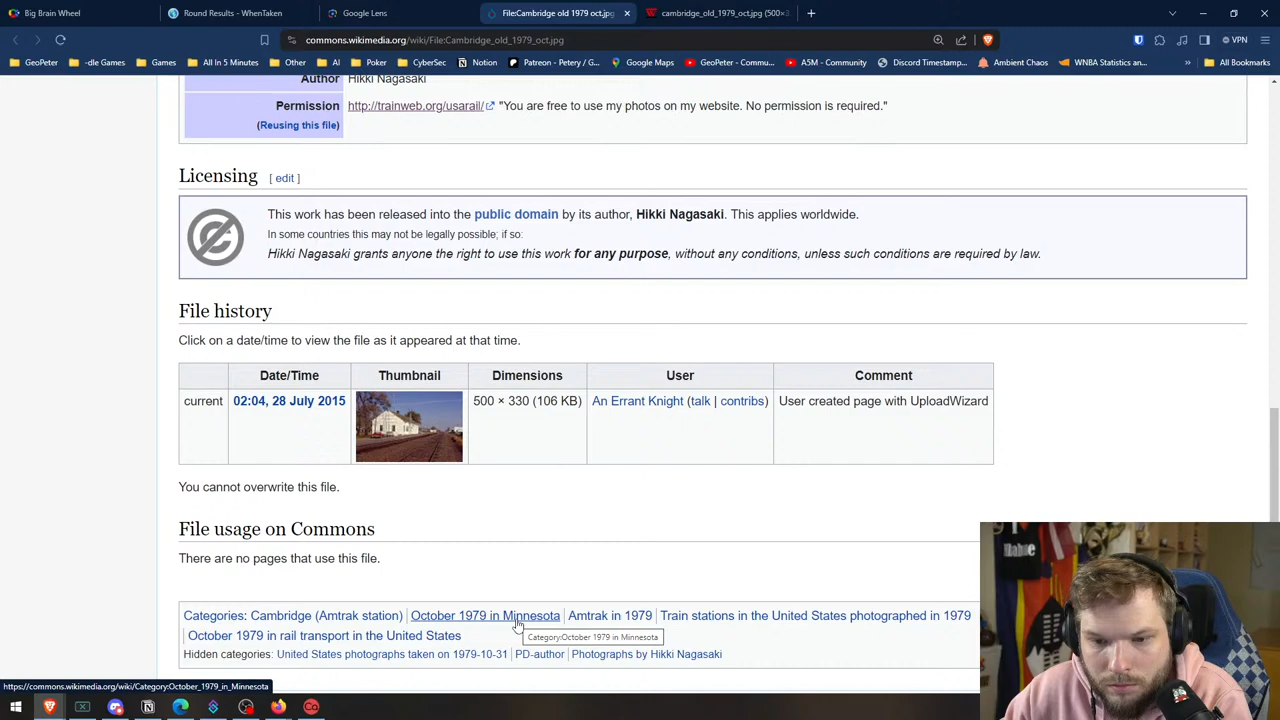 Big Brain Wheel
Round Results - WhenTaken
Google Lens
File:Cambridge old 1979 oct.jpg
cambridge_old_1979_oct.jpg (500×3
commons.wikimedia.org/wiki/File:Cambridge_old_1979_oct.jpg
VPN
GeoPeter
-dle Games
Games
All In 5 Minutes
Other
AI
Poker
CyberSec
Notion
Patreon - Petery / G...
Google Maps
GeoPeter - Commu...
A5M - Community
Discord Timestamp...
Ambient Chaos
WNBA Statistics an...
All Bookmarks
Author Hikki Nagasaki
Permission http://trainweb.org/usarail/ "You are free to use my photos on my website. No permission is required."
(Reusing this file)
Licensing [ edit ]
This work has been released into the public domain by its author, Hikki Nagasaki. This applies worldwide.
In some countries this may not be legally possible; if so:
Hikki Nagasaki grants anyone the right to use this work for any purpose, without any conditions, unless such conditions are required by law.
File history
Click on a date/time to view the file as it appeared at that time.
Date/Time Thumbnail Dimensions User Comment
current 02:04, 28 July 2015 500 × 330 (106 KB) An Errant Knight (talk | contribs) User created page with UploadWizard
You cannot overwrite this file.
File usage on Commons
There are no pages that use this file.
Categories: Cambridge (Amtrak station) | October 1979 in Minnesota | Amtrak in 1979 | Train stations in the United States photographed in 1979
| October 1979 in rail transport in the United States
Category:October 1979 in Minnesota
Hidden categories: United States photographs taken on 1979-10-31 | PD-author | Photographs by Hikki Nagasaki
https://commons.wikimedia.org/wiki/Category:October_1979_in_Minnesota